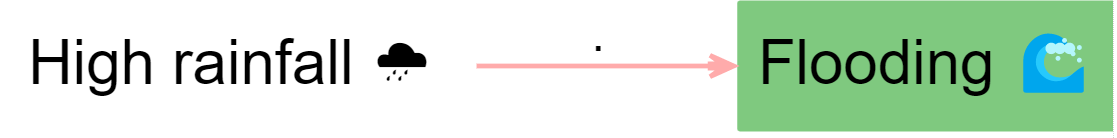 High rainfall 🌧
.
Flooding 🌊